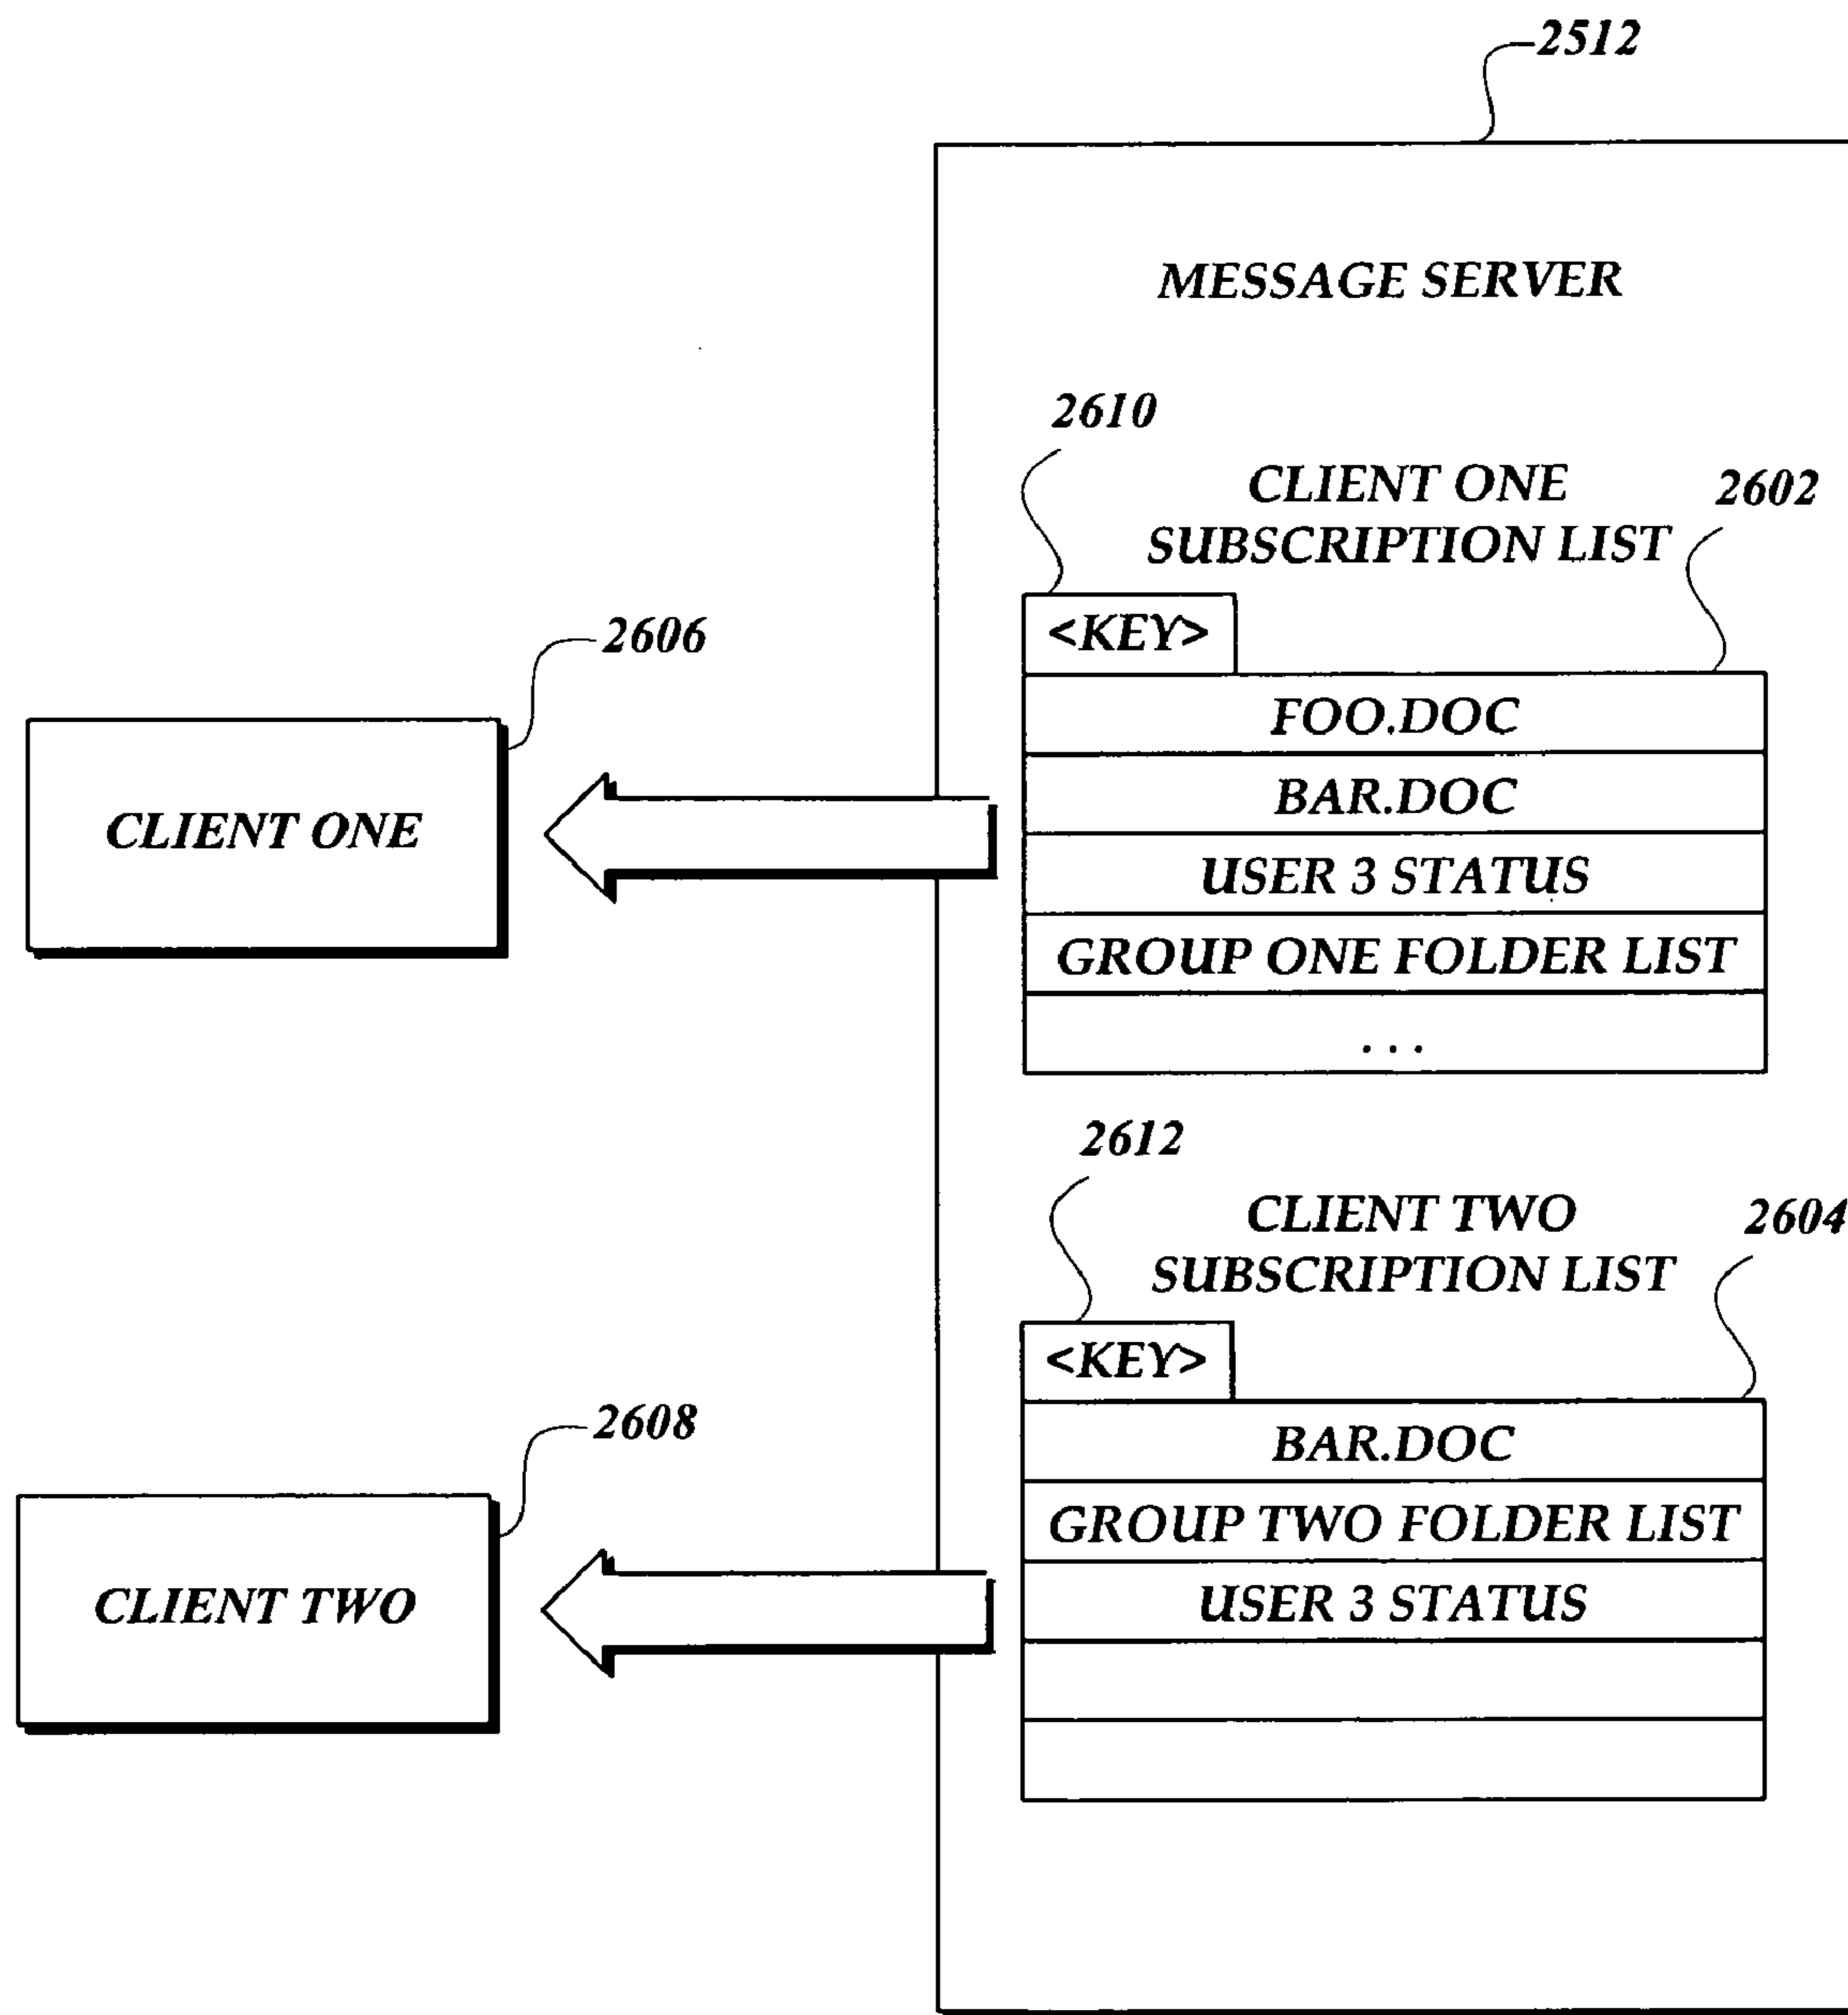 2512
MESSAGE SERVER
2610
CLIENT ONE
SUBSCRIPTION LIST
2602
<KEY>
FOO.DOC
BAR.DOC
USER 3 STATUS
GROUP ONE FOLDER LIST
...
2606
CLIENT ONE
2612
CLIENT TWO
SUBSCRIPTION LIST
2604
<KEY>
BAR.DOC
GROUP TWO FOLDER LIST
USER 3 STATUS
2608
CLIENT TWO